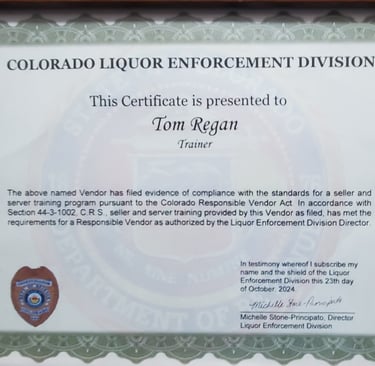 COLORADO LIQUOR ENFORCEMENT DIVISION
This Certificate is presented to
Tom Regan
Trainer
The above named Vendor has filed evidence of compliance with the standards for a seller and
server training program pursuant to the Colorado Responsible Vendor Act. In accordance with
Section 44-3-1002, C.R.S., seller and server training provided by this Vendor as filed, has met the
requirements for a Responsible Vendor as authorized by the Liquor Enforcement Division Director.
In testimony whereof I subscribe my
name and the shield of the Liquor
Enforcement Division this 23th day
of October, 2024.
Michelle Stone-Principato
Michelle Stone-Principato, Director
Liquor Enforcement Division